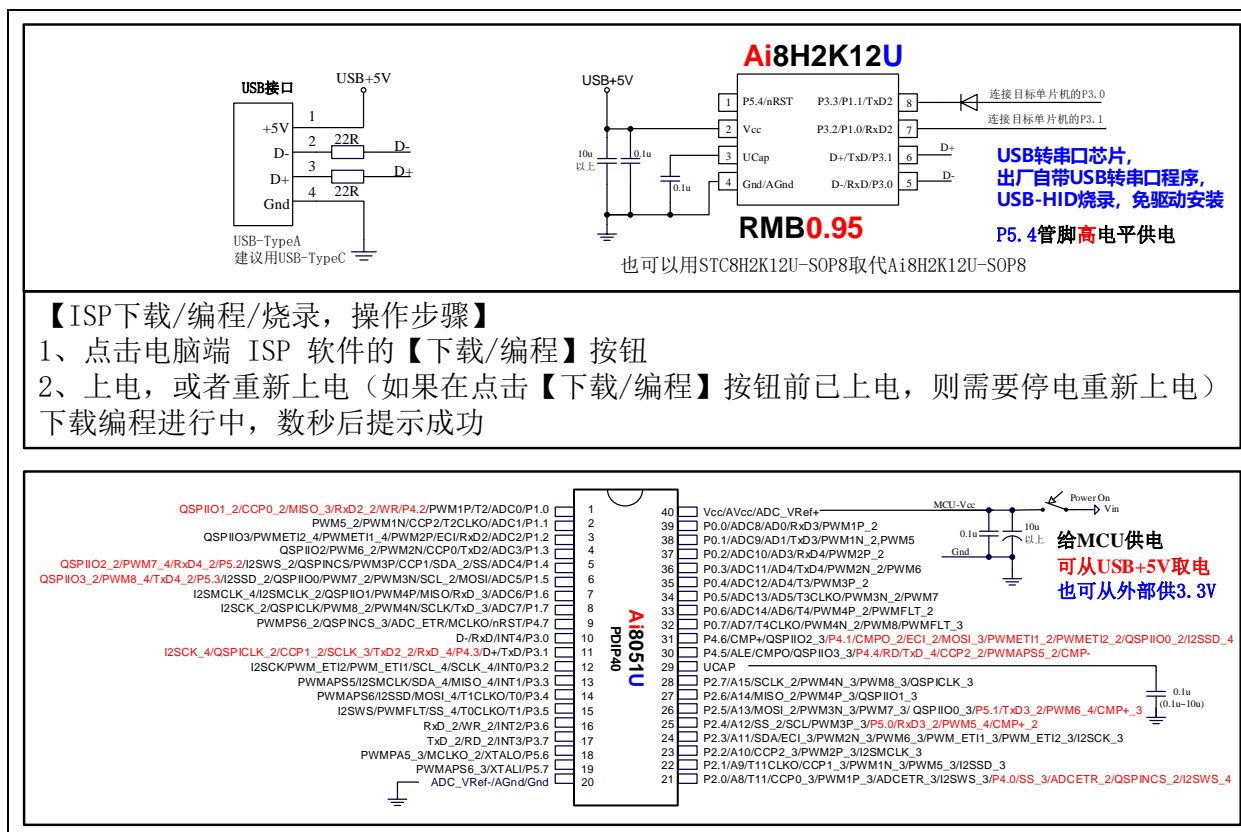 Ai8H2K12U
USB接口
USB+5V
+5V
D-
D+
Gnd
1
2
3
4
22R
22R
D-
D+
USB-TypeA
建议用USB-TypeC
USB+5V
10u
以上
0.1u
0.1u
1 P5.4/nRST
2 Vcc
3 UCap
4 Gnd/AGnd
P3.3/P1.1/TxD2 8
P3.2/P1.0/RxD2 7
D+/TxD/P3.1 6
D-/RxD/P3.0 5
连接目标单片机的P3.0
连接目标单片机的P3.1
D+
D-
RMB0.95
USB转串口芯片,
出厂自带USB转串口程序,
USB-HID烧录, 免驱动安装
P5.4管脚高电平供电
也可以用STC8H2K12U-SOP8取代Ai8H2K12U-SOP8
【ISP下载/编程/烧录, 操作步骤】
1、点击电脑端 ISP 软件的【下载/编程】按钮
2、上电, 或者重新上电（如果在点击【下载/编程】按钮前已上电, 则需要停电重新上电）
下载编程进行中, 数秒后提示成功
QSPIIO1_2/CCP0_2/MISO_3/RxD2_2/WR/P4.2/PWM1P/T2/ADC0/P1.0 1
PWM5_2/PWM1N/CCP2/T2CLKO/ADC1/P1.1 2
QSPIIO3/PWMETI2_4/PWMETI1_4/PWM2P/ECI/RxD2/ADC2/P1.2 3
QSPIIO2/PWM6_2/PWM2N/CCP0/TxD2/ADC3/P1.3 4
QSPIIO2_2/PWM7_4/RxD4_2/P5.2/I2SWS_2/QSPINCS/PWM3P/CCP1/SDA_2/SS/ADC4/P1.4 5
QSPIIO3_2/PWM8_4/TxD4_2/P5.3/I2SSD_2/QSPIIO0/PWM7_2/PWM3N/SCL_2/MOSI/ADC5/P1.5 6
I2SMCLK_4/I2SMCLK_2/QSPIIO1/PWM4P/MISO/RxD_3/ADC6/P1.6 7
I2SCK_2/QSPICLK/PWM8_2/PWM4N/SCLK/TxD_3/ADC7/P1.7 8
PWMPS6_2/QSPINCS_3/ADC_ETR/MCLKO/nRST/P4.7 9
D-/RxD/INT4/P3.0 10
I2SCK_4/QSPICLK_2/CCP1_2/SCLK_3/TxD2_2/RxD_4/P4.3/D+/TxD/P3.1 11
I2SCK/PWM_ETI2/PWM_ETI1/SCL_4/SCLK_4/INT0/P3.2 12
PWMAPS5/I2SMCLK/SDA_4/MISO_4/INT1/P3.3 13
PWMAPS6/I2SSD/MOSI_4/T1CLKO/T0/P3.4 14
I2SWS/PWMFLT/SS_4/T0CLKO/T1/P3.5 15
RxD_2/WR_2/INT2/P3.6 16
TxD_2/RD_2/INT3/P3.7 17
PWMPA5_3/MCLKO_2/XTALO/P5.6 18
PWMAPS6_3/XTALI/P5.7 19
ADC_VRef-/AGnd/Gnd 20
Ai8051U
PDIP40
40 Vcc/AVcc/ADC_VRef+
39 P0.0/ADC8/AD0/RxD3/PWM1P_2
38 P0.1/ADC9/AD1/TxD3/PWM1N_2,PWM5
37 P0.2/ADC10/AD3/RxD4/PWM2P_2
36 P0.3/ADC11/AD4/TxD4/PWM2N_2/PWM6
35 P0.4/ADC12/AD4/T3/PWM3P_2
34 P0.5/ADC13/AD5/T3CLKO/PWM3N_2/PWM7
33 P0.6/ADC14/AD6/T4/PWM4P_2/PWMFLT_2
32 P0.7/AD7/T4CLKO/PWM4N_2/PWM8/PWMFLT_3
31 P4.6/CMP+/QSPIIO2_3/P4.1/CMPO_2/ECI_2/MOSI_3/PWMETI1_2/PWMETI2_2/QSPIIO0_2/I2SSD_4
30 P4.5/ALE/CMPO/QSPIIO3_3/P4.4/RD/TxD_4/CCP2_2/PWMAPS5_2/CMP-
29 UCAP
28 P2.7/A15/SCLK_2/PWM4N_3/PWM8_3/QSPICLK_3
27 P2.6/A14/MISO_2/PWM4P_3/QSPIIO1_3
26 P2.5/A13/MOSI_2/PWM3N_3/PWM7_3/ QSPIIO0_3/P5.1/TxD3_2/PWM6_4/CMP+_3
25 P2.4/A12/SS_2/SCL/PWM3P_3/P5.0/RxD3_2/PWM5_4/CMP+_2
24 P2.3/A11/SDA/ECI_3/PWM2N_3/PWM6_3/PWM_ETI1_3/PWM_ETI2_3/I2SCK_3
23 P2.2/A10/CCP2_3/PWM2P_3/I2SMCLK_3
22 P2.1/A9/T11CLKO/CCP1_3/PWM1N_3/PWM5_3/I2SSD_3
21 P2.0/A8/T11/CCP0_3/PWM1P_3/ADCETR_3/I2SWS_3/P4.0/SS_3/ADCETR_2/QSPINCS_2/I2SWS_4
MCU-Vcc
Power On
Vin
0.1u
10u
以上
Gnd
给MCU供电
可从USB+5V取电
也可从外部供3.3V
0.1u
(0.1u~10u)